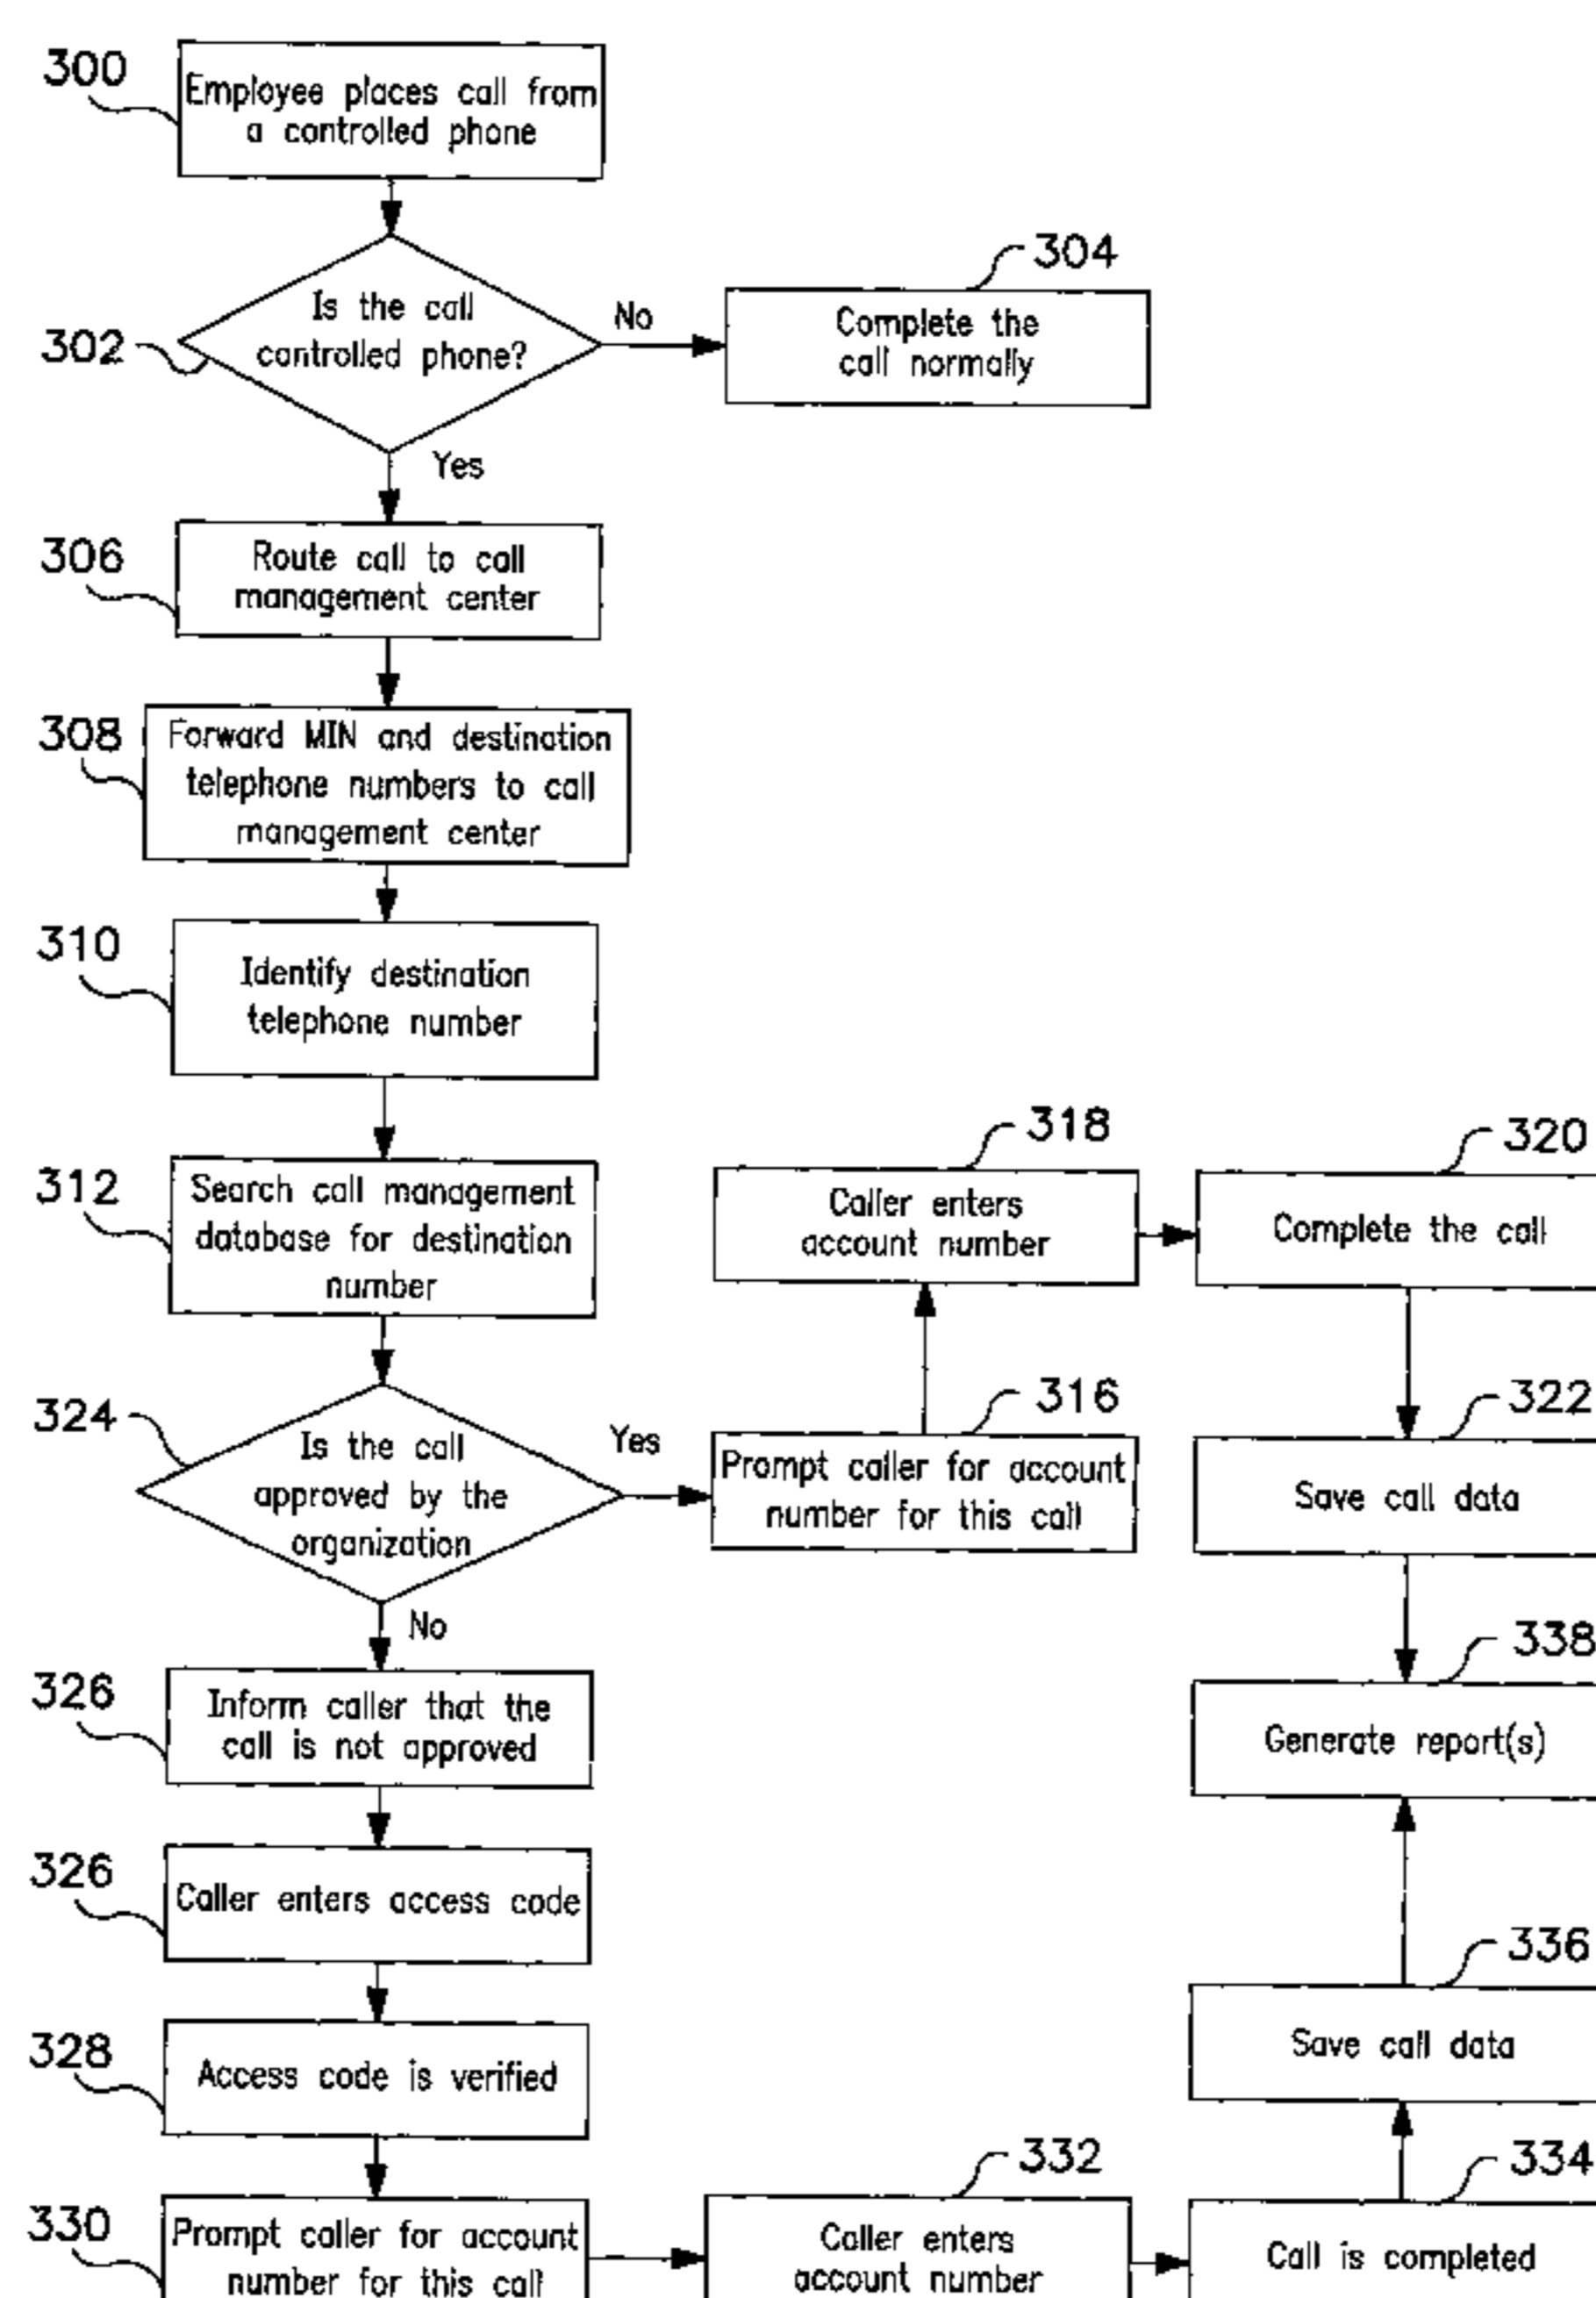 300
Employee places call from
a controlled phone
304
302
Is the call
controlled phone?
No
Complete the
call normally
Yes
306
Route call to call
management center
308
Forward MIN and destination
telephone numbers to call
management center
310
Identify destination
telephone number
312
Search call management
database for destination
number
318
Caller enters
account number
320
Complete the call
324
Is the call
approved by the
organization
Yes
316
Prompt caller for account
number for this call
322
Save call data
No
326
Inform caller that the
call is not approved
338
Generate report(s)
326
Caller enters access code
336
Save call data
328
Access code is verified
330
Prompt caller for account
number for this call
332
Caller enters
account number
334
Call is completed